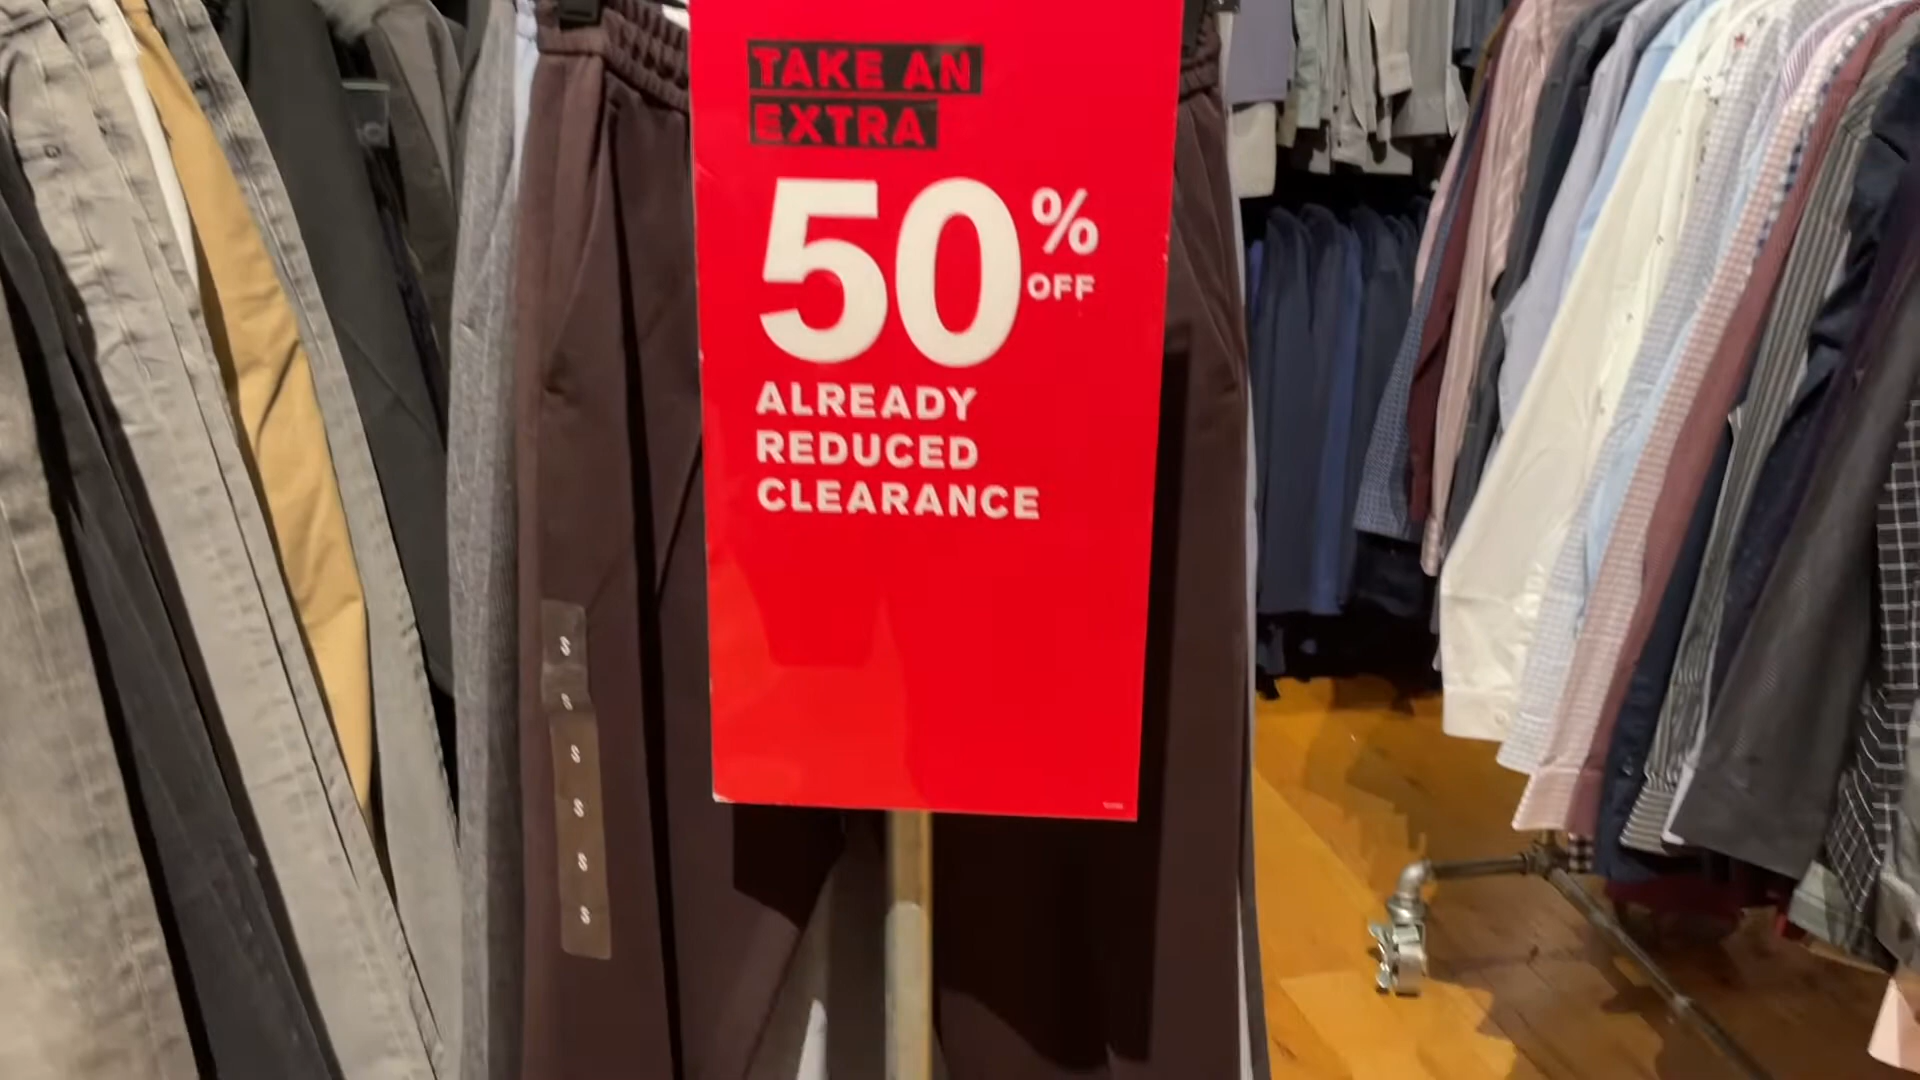 TAKE AN
EXTRA
50%
OFF
ALREADY
REDUCED
CLEARANCE
S
S
S
S
S
S